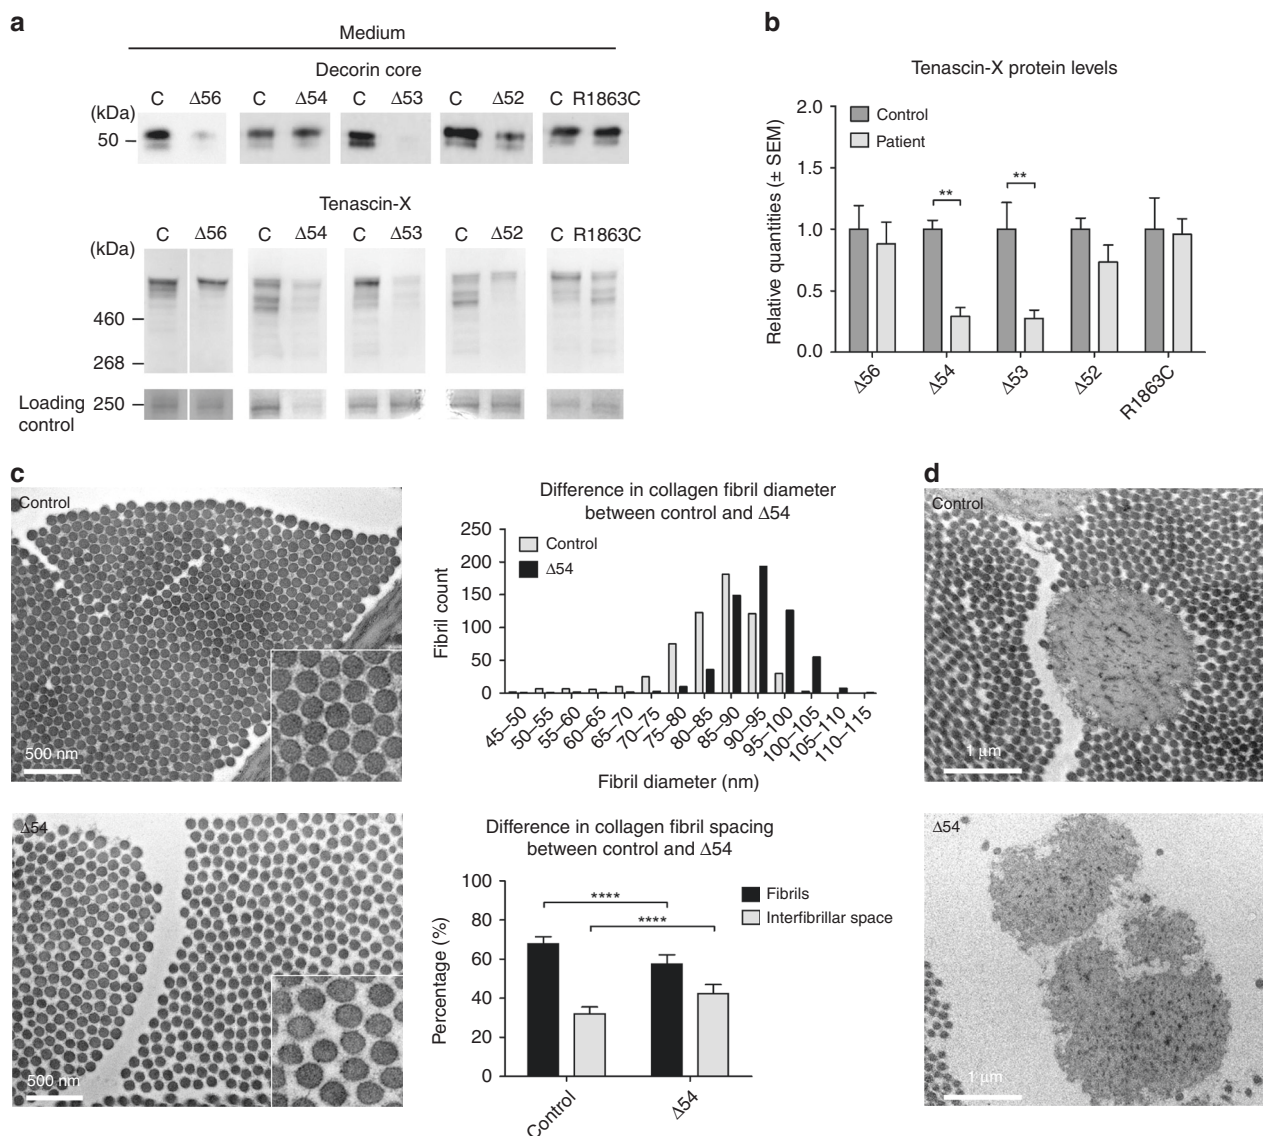 a
Medium
Decorin core
(kDa)
C Δ56 C Δ54 C Δ53 C Δ52 C R1863C
50
Tenascin-X
(kDa)
C Δ56 C Δ54 C Δ53 C Δ52 C R1863C
460
268
Loading control
250
b
Tenascin-X protein levels
Relative quantities (± SEM)
2.0
1.5
1.0
0.5
0.0
Control
Patient
**
**
Δ56
Δ54
Δ53
Δ52
R1863C
c
Control
500 nm
Difference in collagen fibril diameter
between control and Δ54
Fibril count
250
200
150
100
50
0
Control
Δ54
45–50
50–55
55–60
60–65
65–70
70–75
75–80
80–85
85–90
90–95
95–100
100–105
105–110
110–115
Fibril diameter (nm)
Δ54
500 nm
Difference in collagen fibril spacing
between control and Δ54
Percentage (%)
100
80
60
40
20
0
****
****
Fibrils
Interfibrillar space
Control
Δ54
d
Control
1 μm
Δ54
1 μm